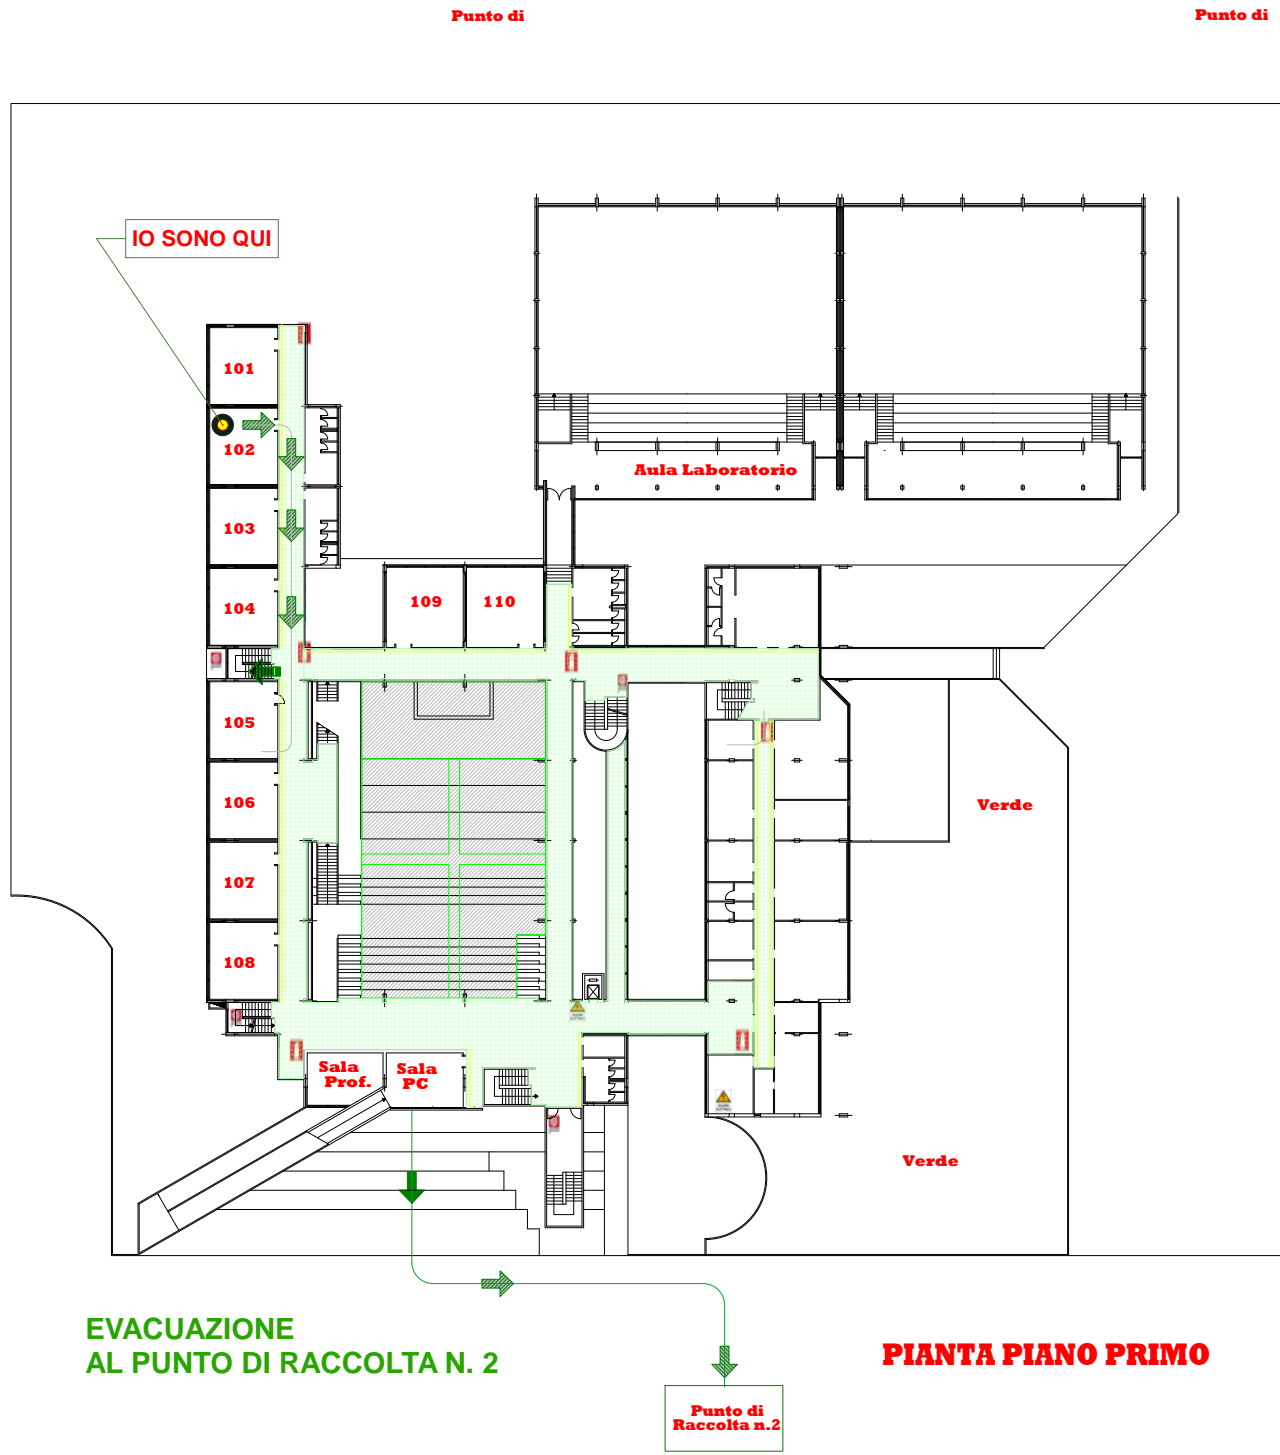 Punto di
Punto di
IO SONO QUI
101
102
103
104
105
106
107
108
109
110
Aula Laboratorio
Verde
Verde
Sala
Prof.
Sala
PC
EVACUAZIONE
AL PUNTO DI RACCOLTA N. 2
PIANTA PIANO PRIMO
Punto di
Raccolta n.2